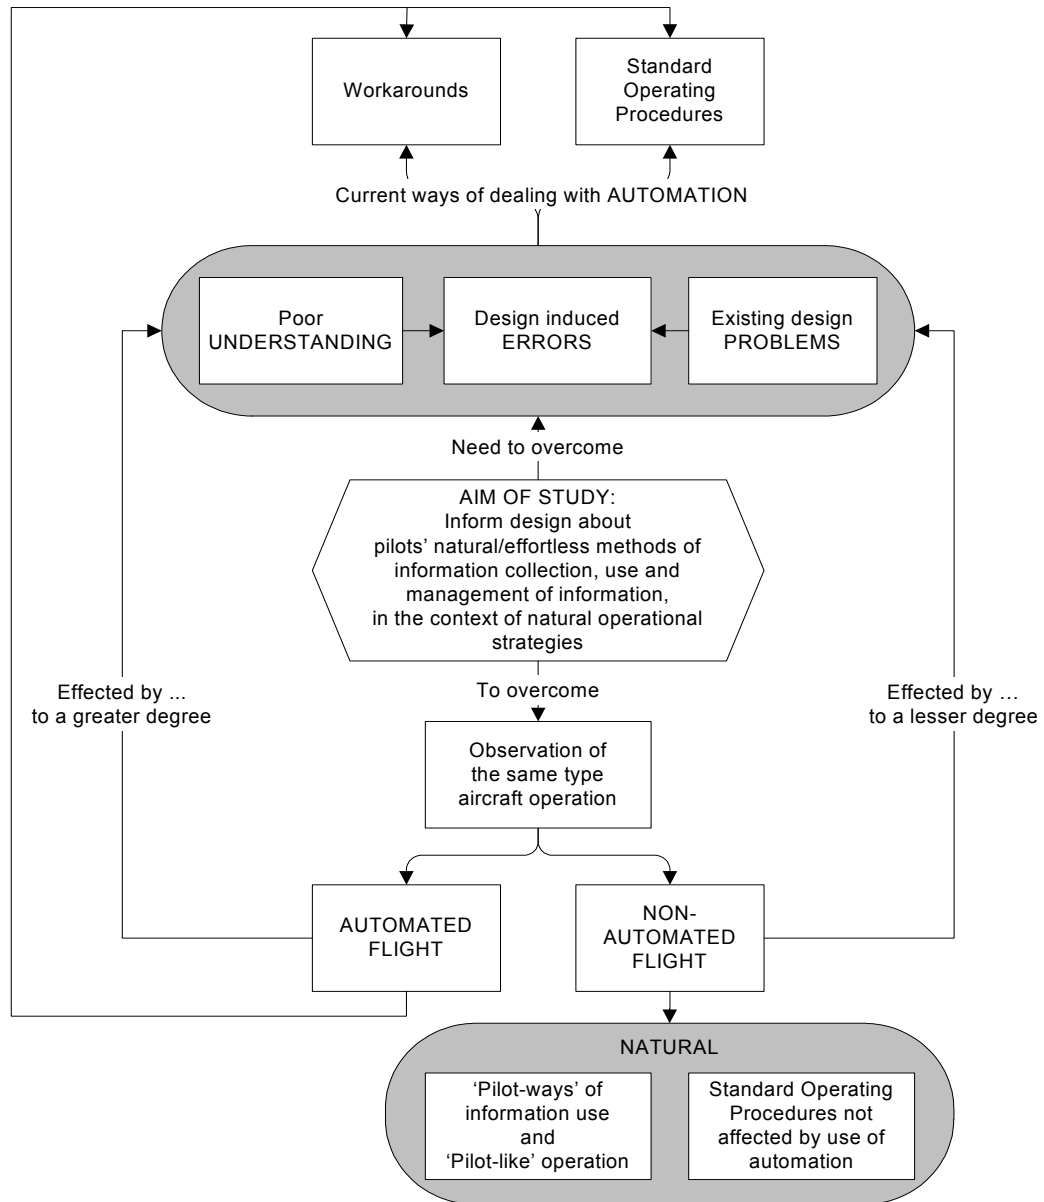 Workarounds
Standard
Operating
Procedures
Current ways of dealing with AUTOMATION
Poor
UNDERSTANDING
Design induced
ERRORS
Existing design
PROBLEMS
Need to overcome
AIM OF STUDY:
Inform design about
pilots’ natural/effortless methods of
information collection, use and
management of information,
in the context of natural operational
strategies
To overcome
Effected by ...
to a greater degree
Effected by …
to a lesser degree
Observation of
the same type
aircraft operation
AUTOMATED
FLIGHT
NON-
AUTOMATED
FLIGHT
NATURAL
‘Pilot-ways’ of
information use
and
‘Pilot-like’ operation
Standard Operating
Procedures not
affected by use of
automation